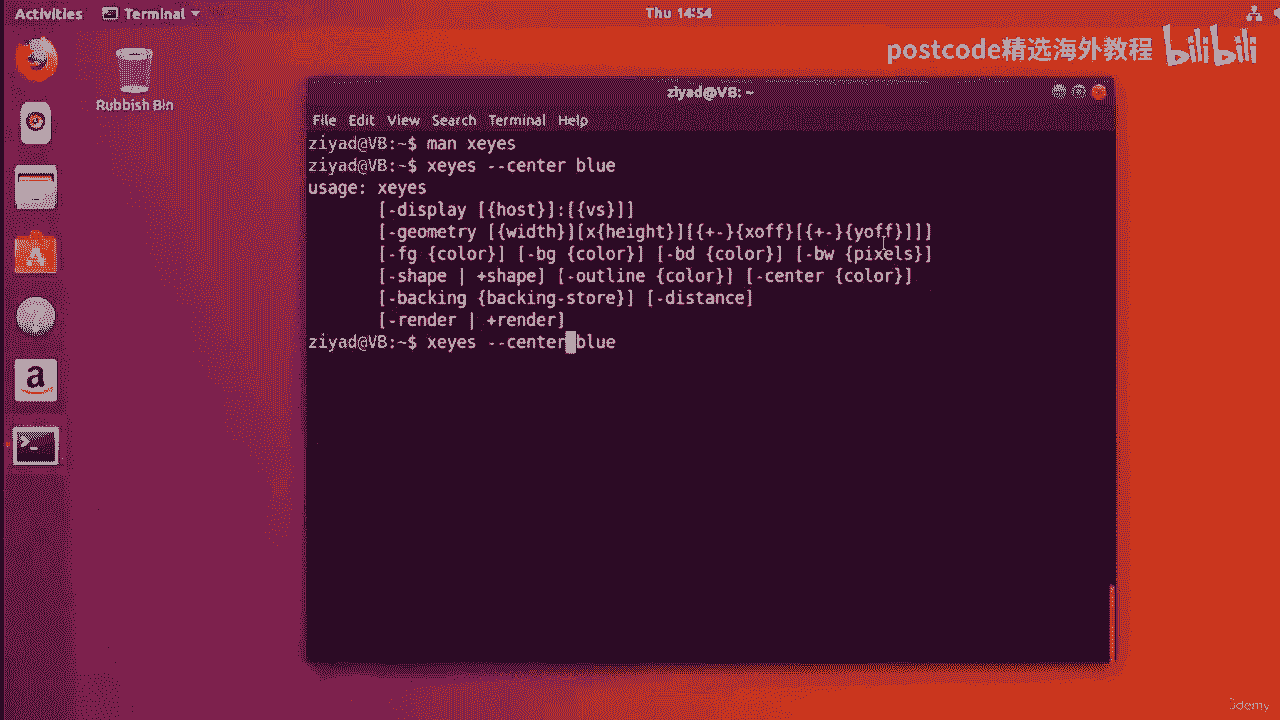 Activities Terminal Thu 14:54
postcode精选海外教程 bilibili
Rubbish Bin
ziyad@VB: ~
File Edit View Search Terminal Help
ziyad@VB:~$ man xeyes
ziyad@VB:~$ xeyes --center blue
usage: xeyes
[-display [{host}]:[{vs}]]
[-geometry [{width}][x{height}][{+-}{xoff}[{+-}{yoff}]]]
[-fg {color}] [-bg {color}] [-bd {color}] [-bw {pixels}]
[-shape | +shape] [-outline {color}] [-center {color}]
[-backing {backing-store}] [-distance]
[-render | +render]
ziyad@VB:~$ xeyes --center blue
a
Udemy